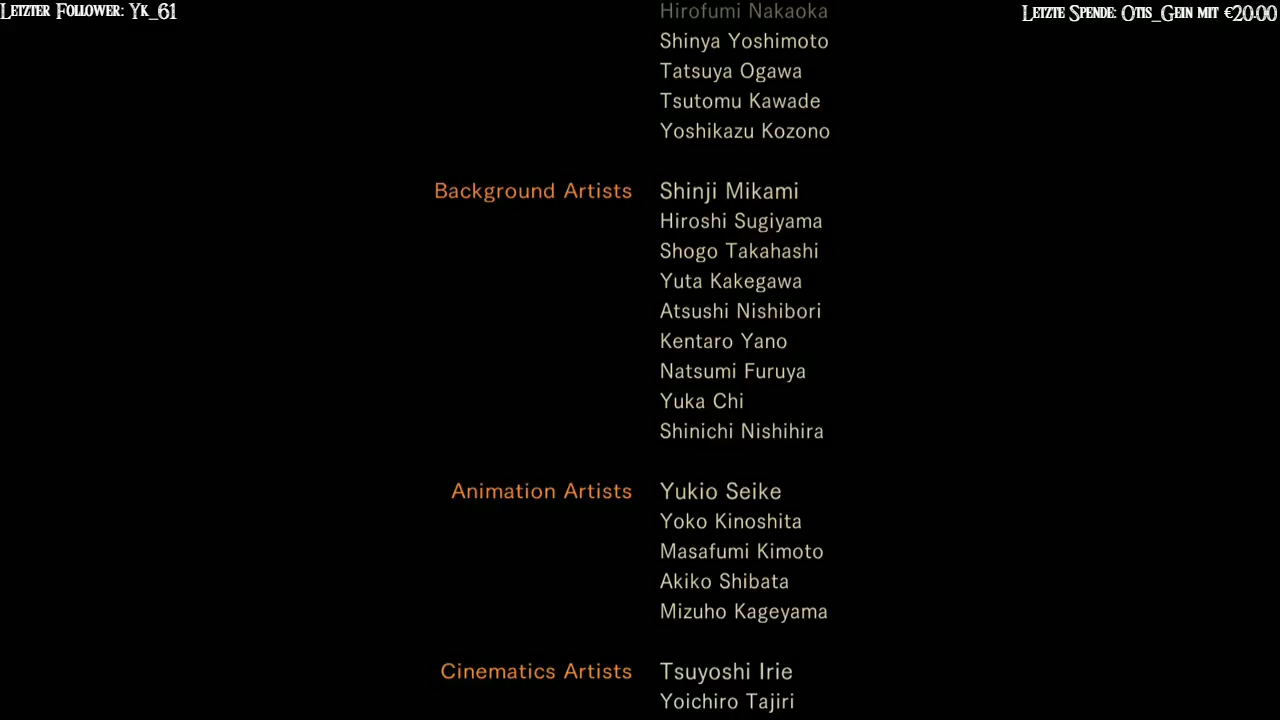 Letzter Follower: Yk_61
Letzte Spende: Otis_Gein mit €20.00
Hirofumi Nakaoka
Shinya Yoshimoto
Tatsuya Ogawa
Tsutomu Kawade
Yoshikazu Kozono
Background Artists Shinji Mikami
Hiroshi Sugiyama
Shogo Takahashi
Yuta Kakegawa
Atsushi Nishibori
Kentaro Yano
Natsumi Furuya
Yuka Chi
Shinichi Nishihira
Animation Artists Yukio Seike
Yoko Kinoshita
Masafumi Kimoto
Akiko Shibata
Mizuho Kageyama
Cinematics Artists Tsuyoshi Irie
Yoichiro Tajiri